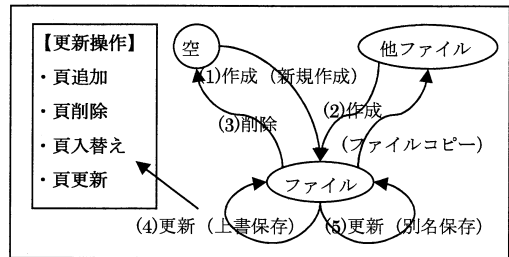 【更新操作】
・頁追加
・頁削除
・頁入替え
・頁更新
空
他ファイル
(1)作成（新規作成）
(2)作成
(3)削除
(ファイルコピー）
ファイル
(4)更新（上書保存）
(5)更新（別名保存）